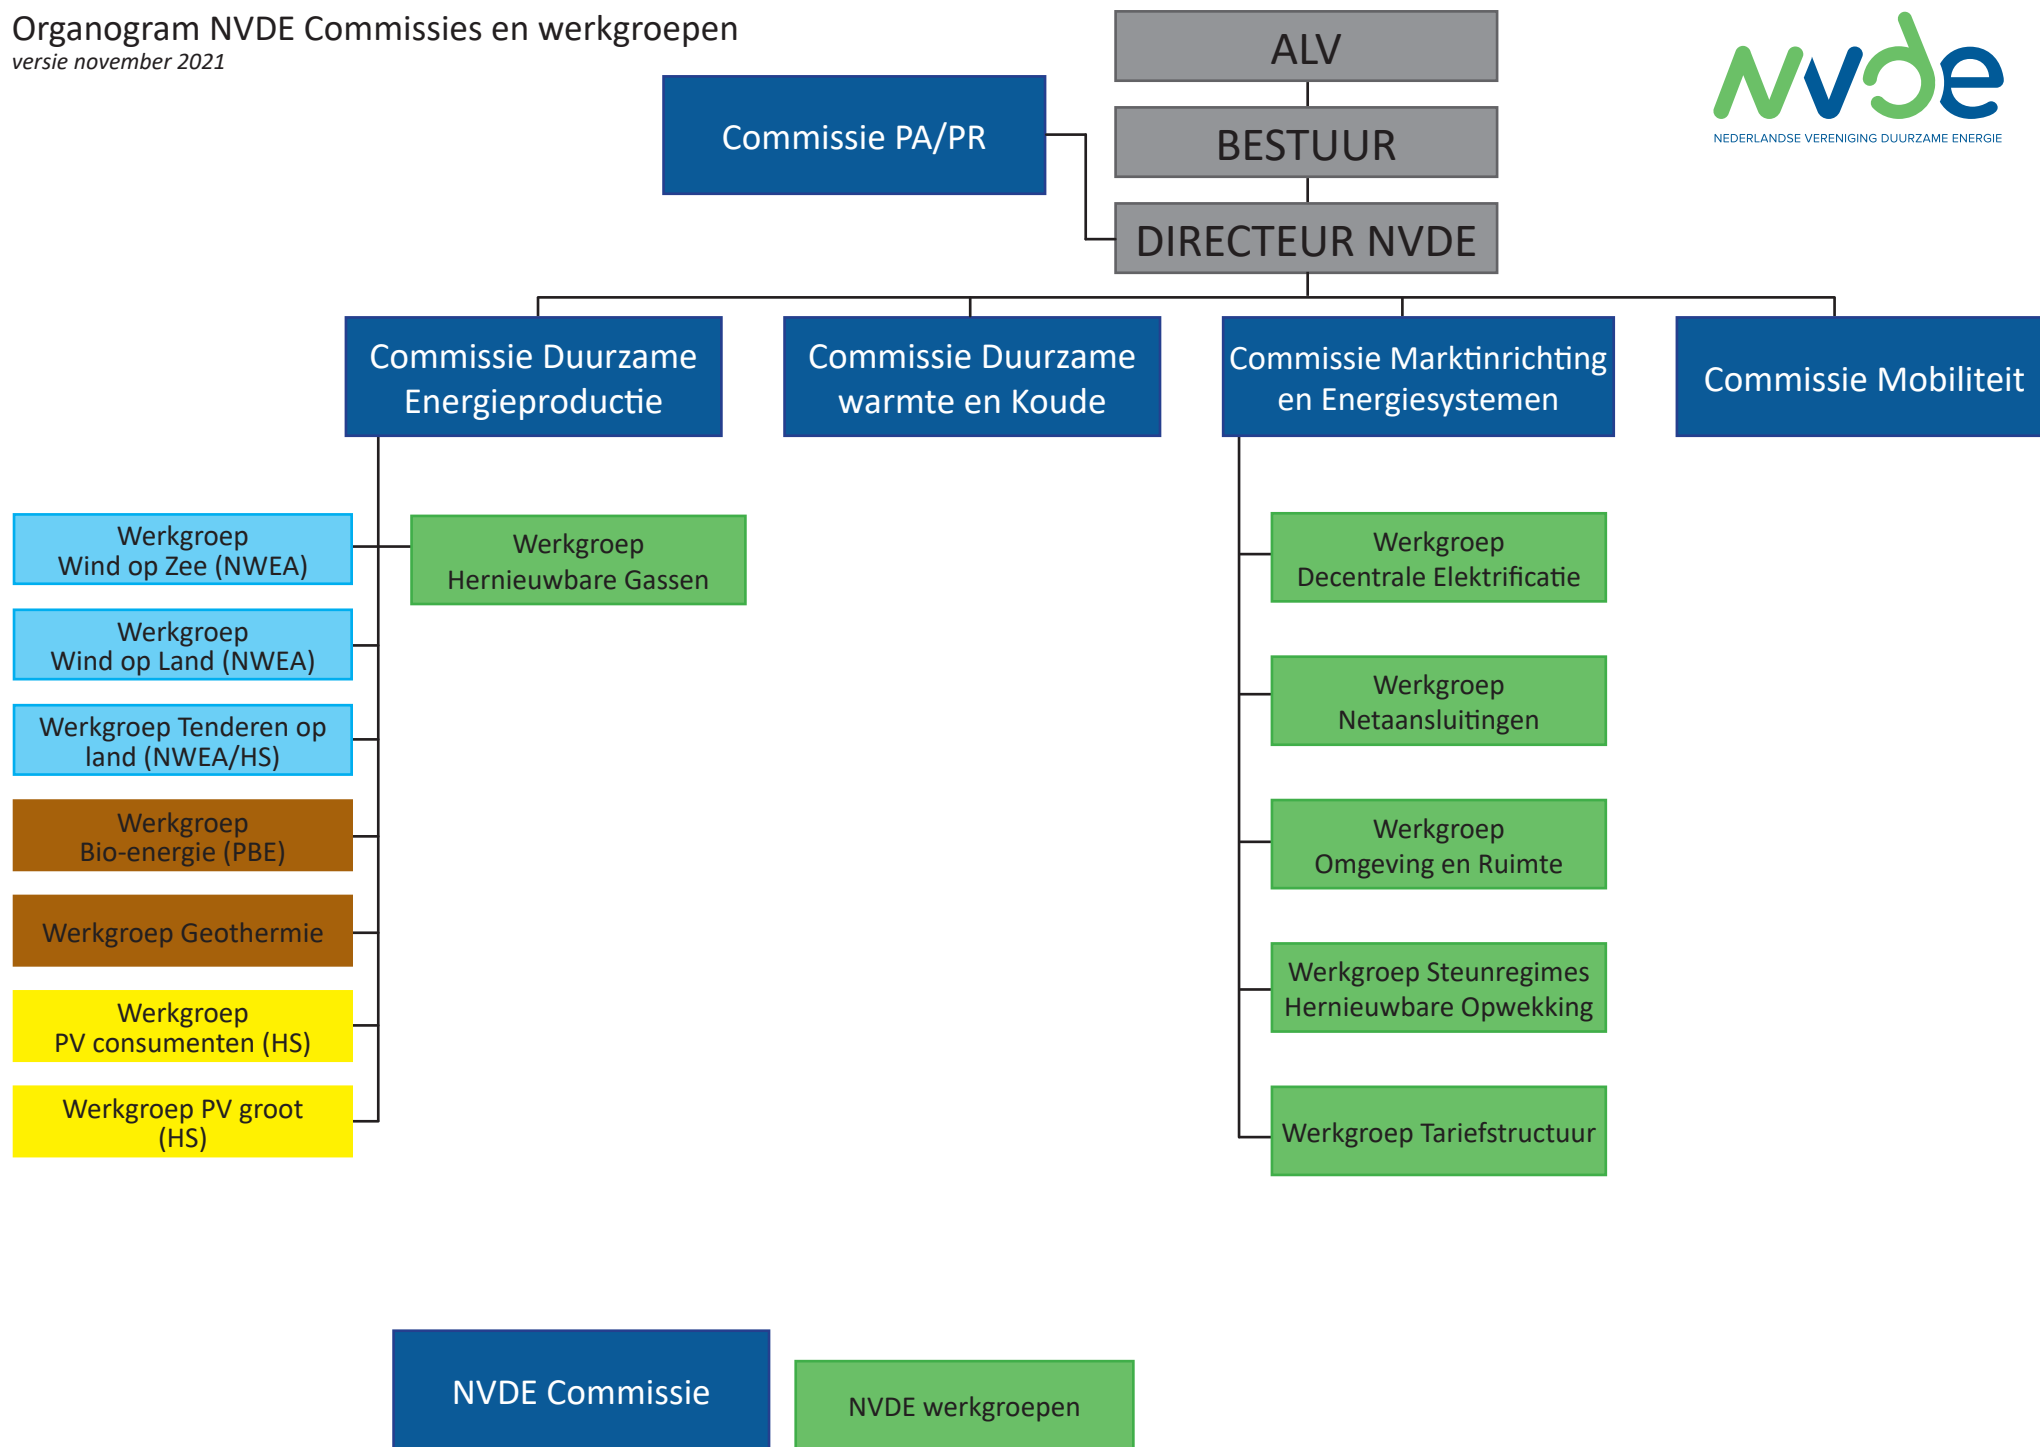 Organogram NVDE Commissies en werkgroepen
versie november 2021
ALV
nvde
NEDERLANDSE VERENIGING DUURZAME ENERGIE
Commissie PA/PR
BESTUUR
DIRECTEUR NVDE
Commissie Duurzame
Energieproductie
Commissie Duurzame
warmte en Koude
Commissie Marktinrichting
en Energiesystemen
Commissie Mobiliteit
Werkgroep
Wind op Zee (NWEA)
Werkgroep
Wind op Land (NWEA)
Werkgroep Tenderen op
land (NWEA/HS)
Werkgroep
Bio-energie (PBE)
Werkgroep Geothermie
Werkgroep
PV consumenten (HS)
Werkgroep PV groot
(HS)
Werkgroep
Hernieuwbare Gassen
Werkgroep
Decentrale Elektrificatie
Werkgroep
Netaansluitingen
Werkgroep
Omgeving en Ruimte
Werkgroep Steunregimes
Hernieuwbare Opwekking
Werkgroep Tariefstructuur
NVDE Commissie
NVDE werkgroepen